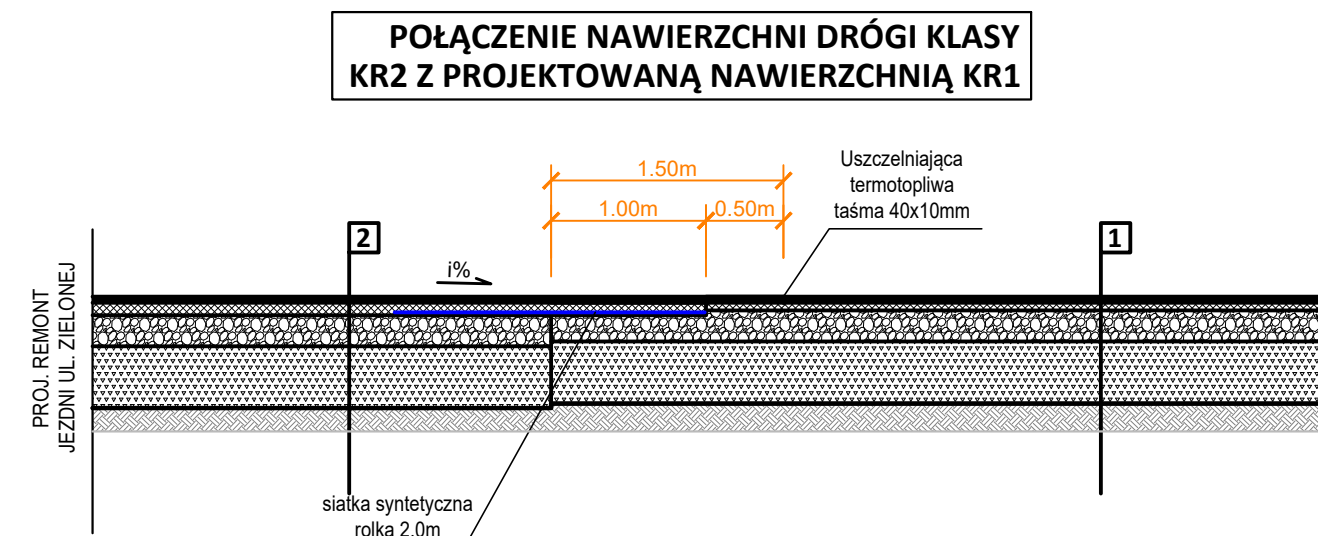 POŁĄCZENIE NAWIERZCHNI DRÓGI KLASY
KR2 Z PROJEKTOWANĄ NAWIERZCHNIĄ KR1
1.50m
1.00m
0.50m
Uszczelniająca
termotopliwa
taśma 40x10mm
2
1
i%
PROJ. REMONT
JEZDNI UL. ZIELONEJ
siatka syntetyczna
rolka 2.0m